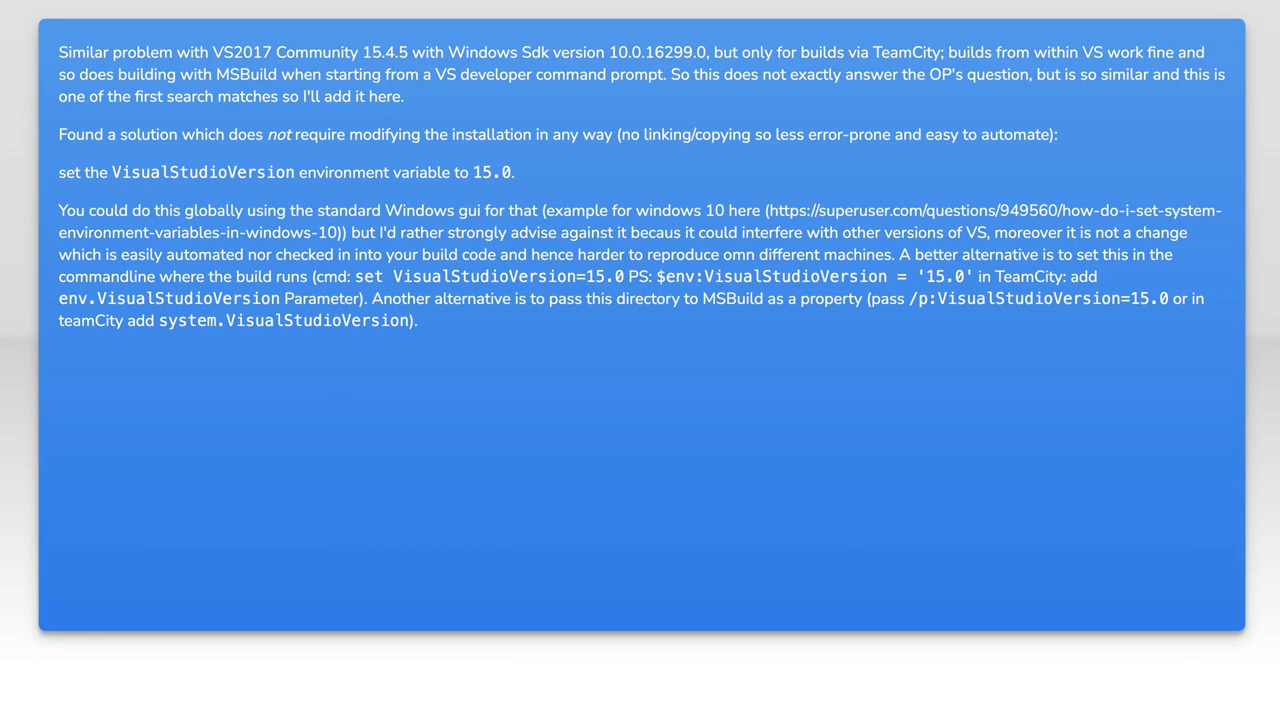 Similar problem with VS2017 Community 15.4.5 with Windows Sdk version 10.0.16299.0, but only for builds via TeamCity; builds from within VS work fine and
so does building with MSBuild when starting from a VS developer command prompt. So this does not exactly answer the OP's question, but is so similar and this is
one of the first search matches so I'll add it here.
Found a solution which does not require modifying the installation in any way (no linking/copying so less error-prone and easy to automate):
set the VisualStudioVersion environment variable to 15.0.
You could do this globally using the standard Windows gui for that (example for windows 10 here (https://superuser.com/questions/949560/how-do-i-set-system-
environment-variables-in-windows-10)) but I'd rather strongly advise against it becaus it could interfere with other versions of VS, moreover it is not a change
which is easily automated nor checked in into your build code and hence harder to reproduce omn different machines. A better alternative is to set this in the
commandline where the build runs (cmd: set VisualStudioVersion=15.0 PS: $env:VisualStudioVersion = '15.0' in TeamCity: add
env.VisualStudioVersion Parameter). Another alternative is to pass this directory to MSBuild as a property (pass /p:VisualStudioVersion=15.0 or in
teamCity add system.VisualStudioVersion).